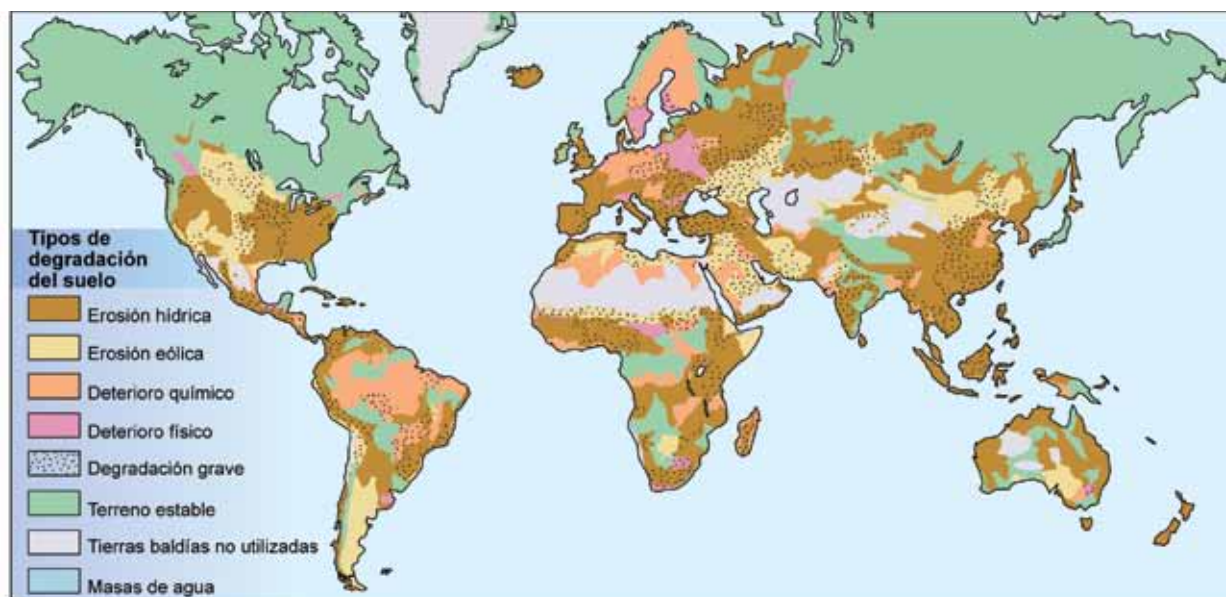 Tipos de
degradación
del suelo
Erosión hídrica
Erosión eólica
Deterioro químico
Deterioro físico
Degradación grave
Terreno estable
Tierras baldías no utilizadas
Masas de agua